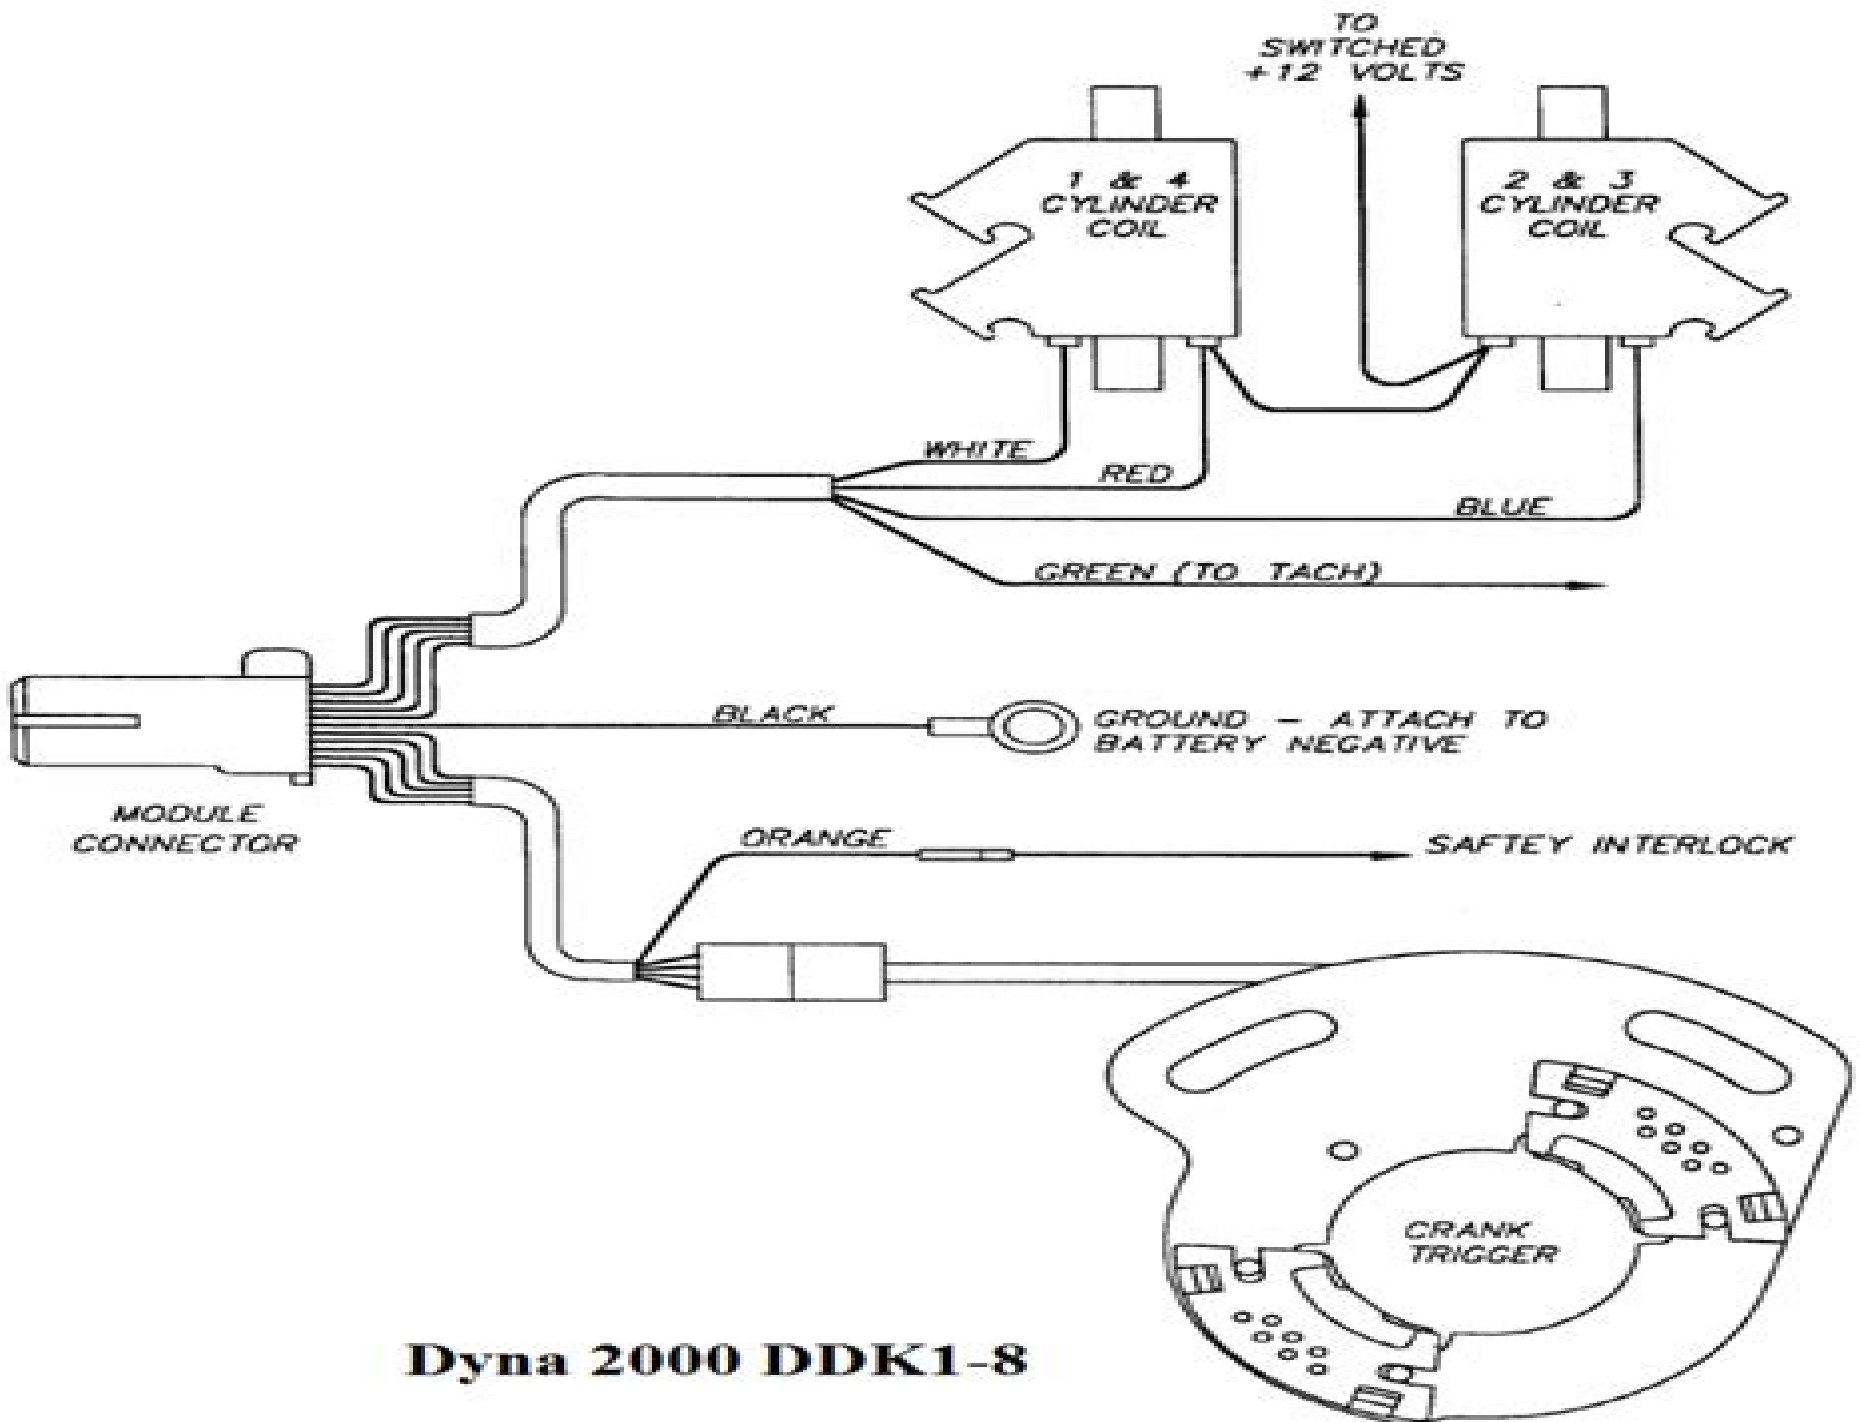 TO
SWITCHED
+12 VOLTS
1 & 4
CYLINDER
COIL
2 & 3
CYLINDER
COIL
WHITE
RED
BLUE
GREEN (TO TACH)
BLACK
GROUND - ATTACH TO
BATTERY NEGATIVE
MODULE
CONNECTOR
ORANGE
SAFTEY INTERLOCK
CRANK
TRIGGER
Dyna 2000 DDK1-8